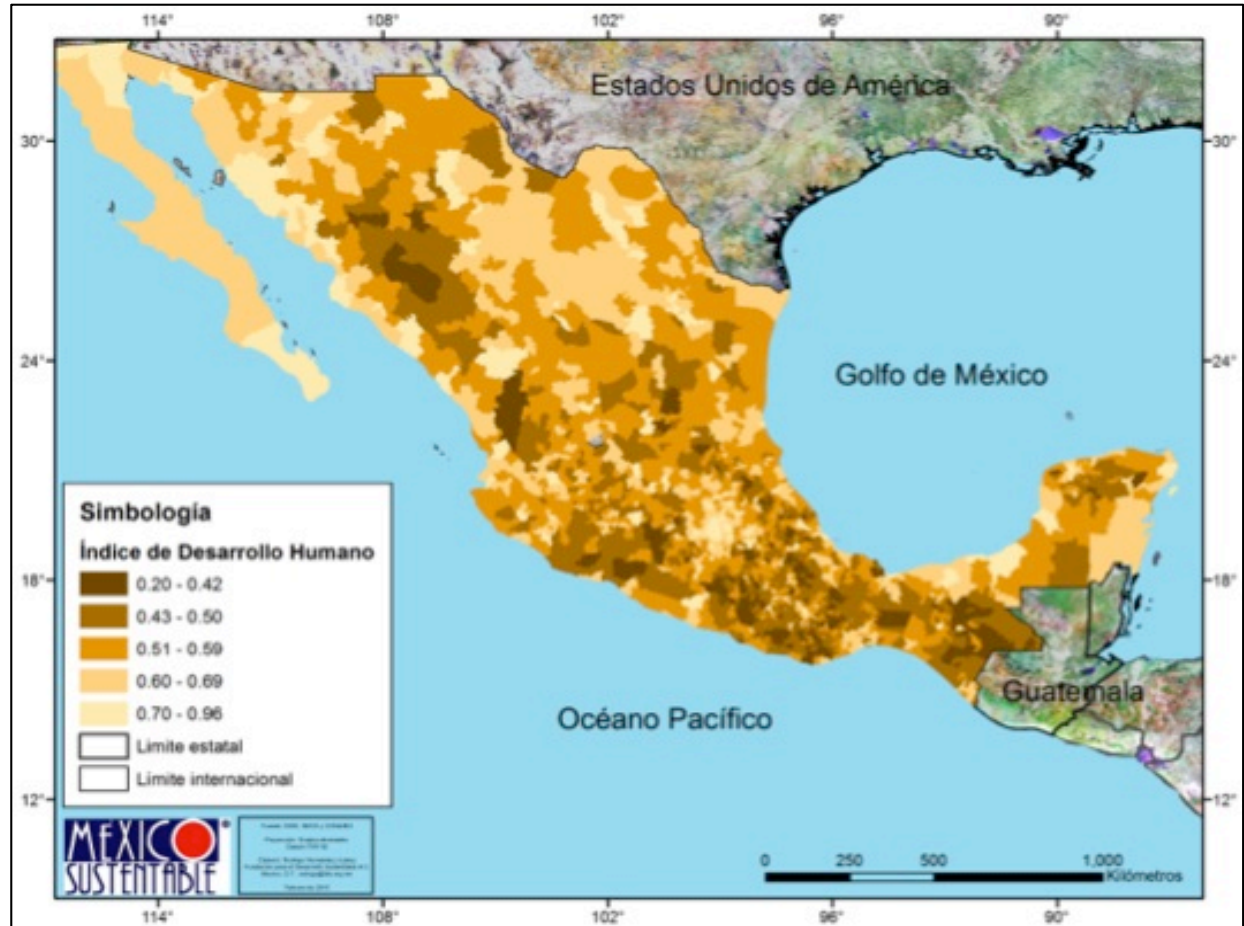 114° 108° 102° 96° 90°
Estados Unidos de América
30° 30°
24° 24°
Golfo de México
Simbología
Índice de Desarrollo Humano
0.20 - 0.42
0.43 - 0.50
0.51 - 0.59
0.60 - 0.69
0.70 - 0.96
Limite estatal
Limite internacional
18° 18°
Guatemala
Océano Pacífico
12° 12°
MEXICO
SUSTENTABLE
0 250 500 1,000
Kilómetros
114° 108° 102° 96° 90°